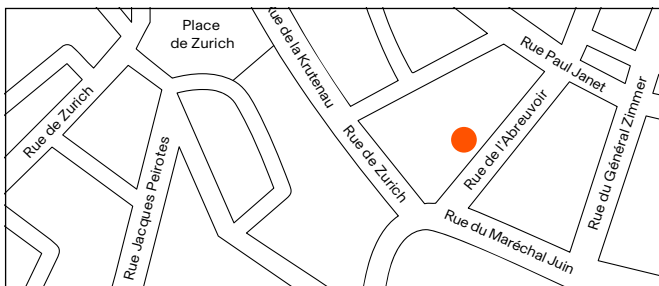 Place
de Zurich
Rue de la Krutenau
Rue Paul Janet
Rue de Zurich
Rue de Zurich
Rue de l'Abreuvoir
Rue du Général Zimmer
Rue Jacques Peirotes
Rue du Maréchal Juin